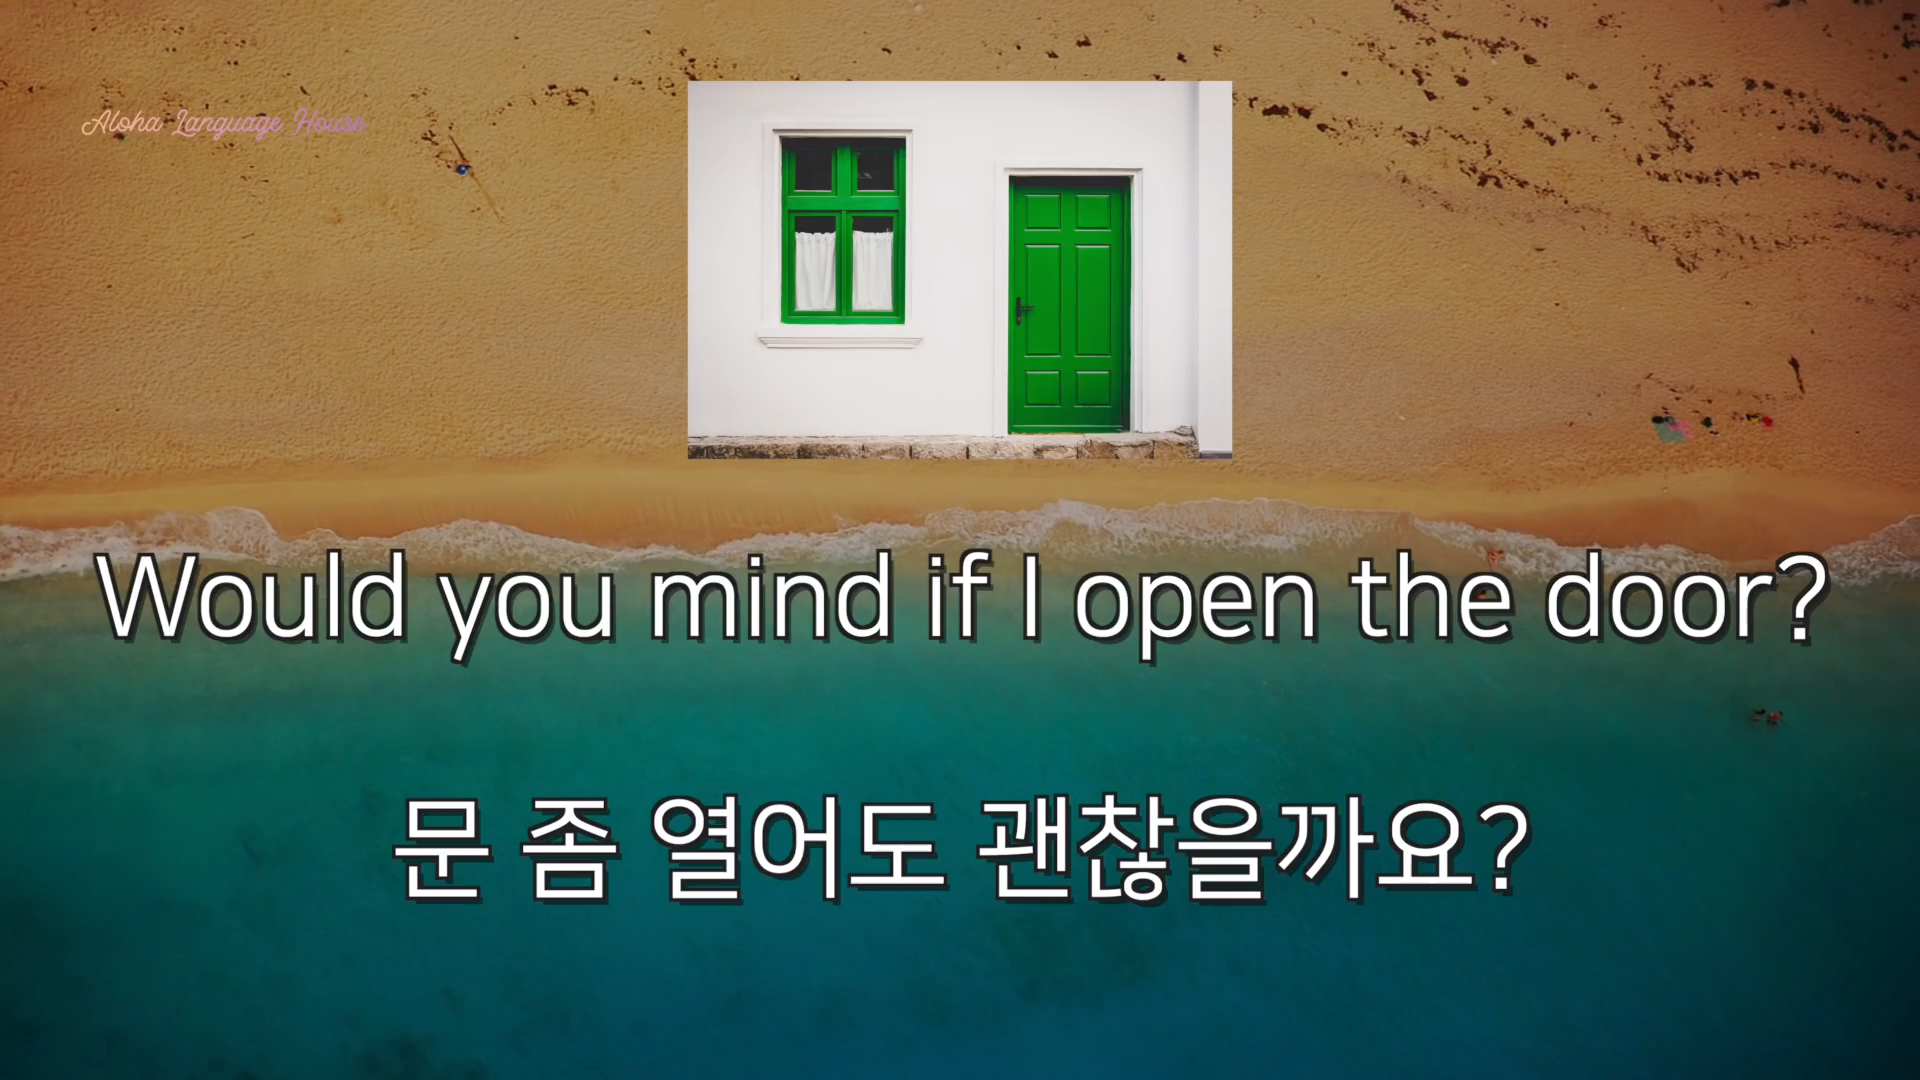 Aloha Language House
Would you mind if I open the door?
문 좀 열어도 괜찮을까요?